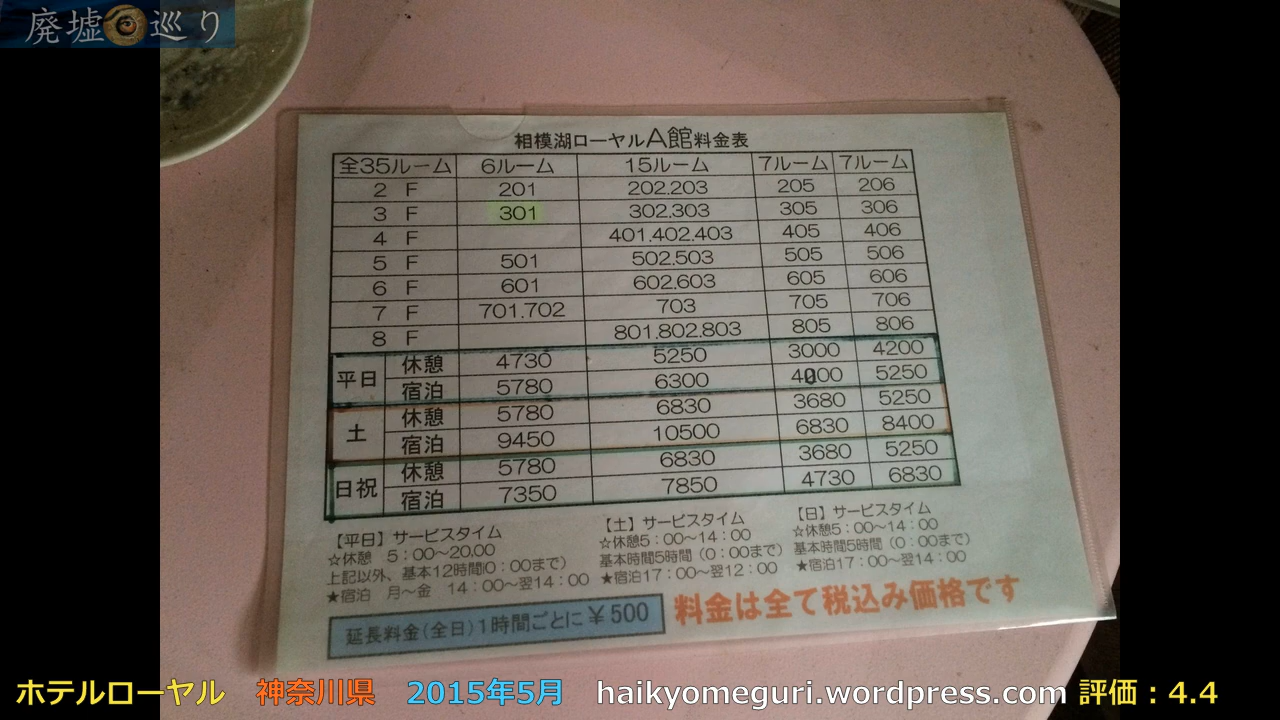 廃墟巡り
相模湖ローヤルA館料金表
全35ルーム 6ルーム 15ルーム 7ルーム 7ルーム
2 F 201 202.203 205 206
3 F 301 302.303 305 306
4 F 401.402.403 405 406
5 F 501 502.503 505 506
6 F 601 602.603 605 606
7 F 701.702 703 705 706
8 F 801.802.803 805 806
平日 休憩 4730 5250 3000 4200
宿泊 5780 6300 4000 5250
土 休憩 5780 6830 3680 5250
宿泊 9450 10500 6830 8400
日祝 休憩 5780 6830 3680 5250
宿泊 7350 7850 4730 6830
【平日】サービスタイム
☆休憩 5：00～20.00
上記以外、基本12時間(0：00まで)
★宿泊 月～金 14：00～翌14：00
【土】サービスタイム
☆休憩5：00～14：00
基本時間5時間（0：00まで）
★宿泊17：00～翌12：00
【日】サービスタイム
☆休憩5：00～14：00
基本時間5時間（0：00まで）
★宿泊17：00～翌14：00
延長料金(全日)1時間ごとに￥500
料金は全て税込み価格です
ホテルローヤル 神奈川県 2015年5月 haikyomeguri.wordpress.com 評価：4.4